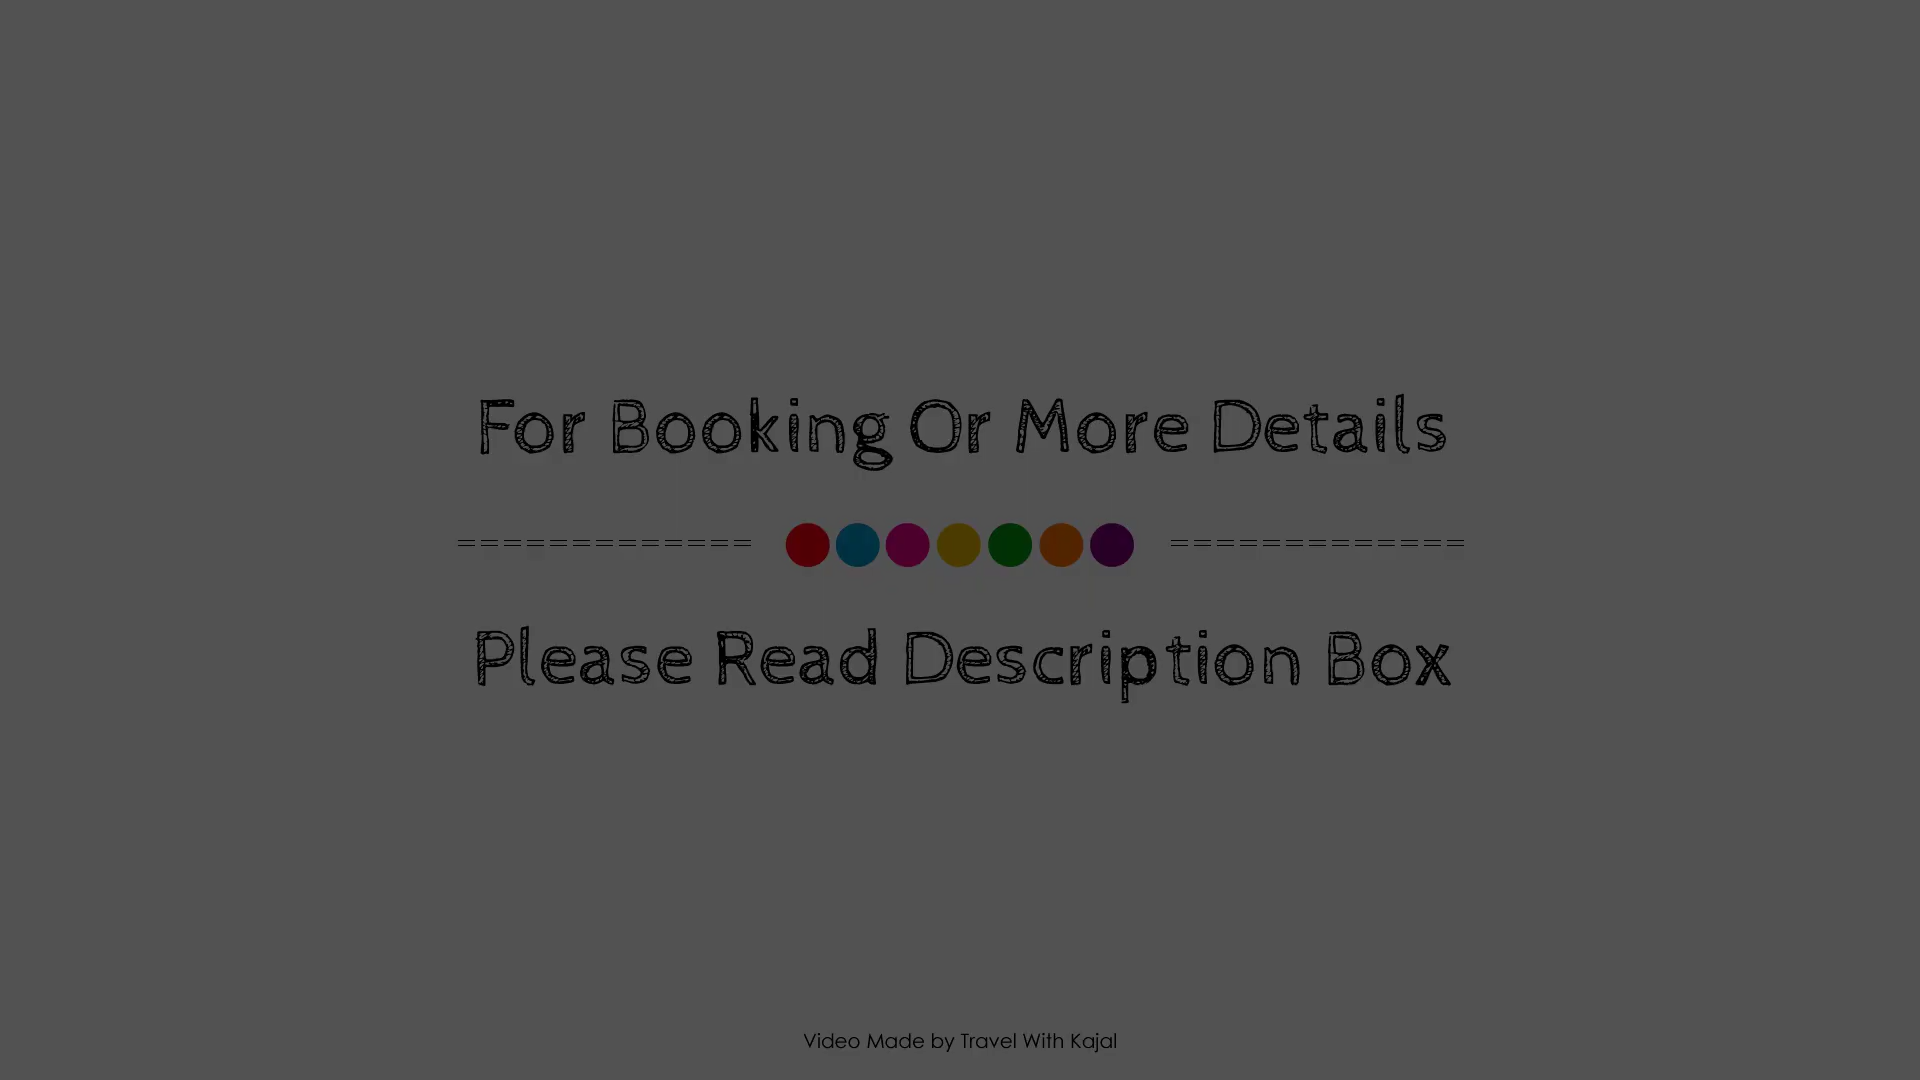 For Booking Or More Details
============= =============
Please Read Description Box
Video Made by Travel With Kajal